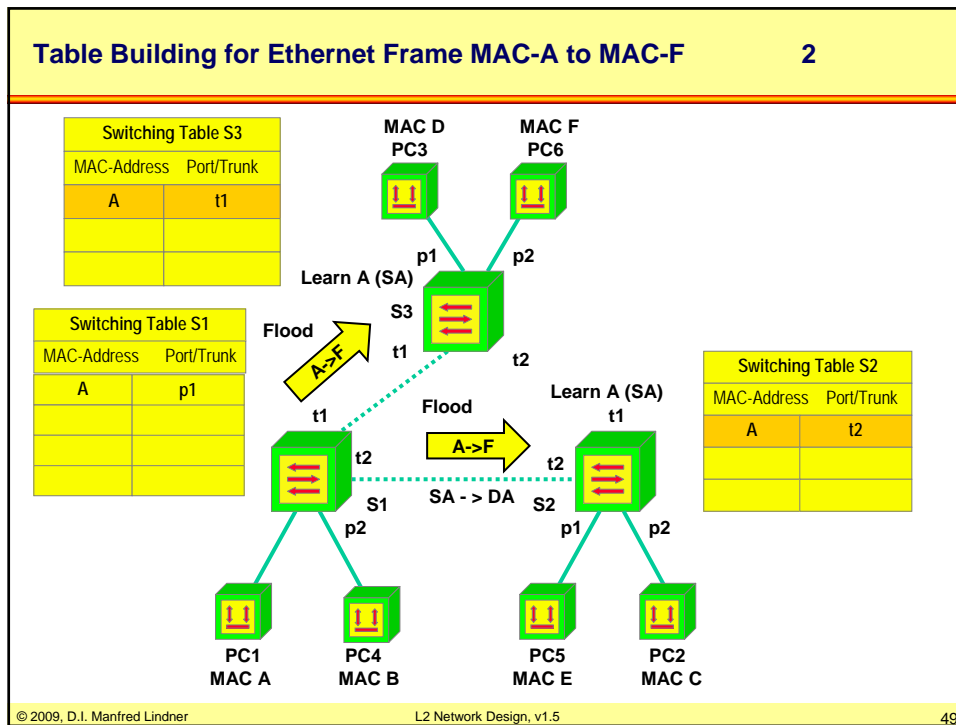 Table Building for Ethernet Frame MAC-A to MAC-F 2
Switching Table S3
MAC-Address Port/Trunk
A t1
MAC D
PC3
MAC F
PC6
p1
p2
Learn A (SA)
S3
t1
t2
Switching Table S1
MAC-Address Port/Trunk
A p1
Flood
A->F
t1
Flood
A->F
t2
Learn A (SA)
t1
t2
Switching Table S2
MAC-Address Port/Trunk
A t2
SA - > DA
S1
S2
p2
p1
p2
PC1
MAC A
PC4
MAC B
PC5
MAC E
PC2
MAC C
© 2009, D.I. Manfred Lindner
L2 Network Design, v1.5
49